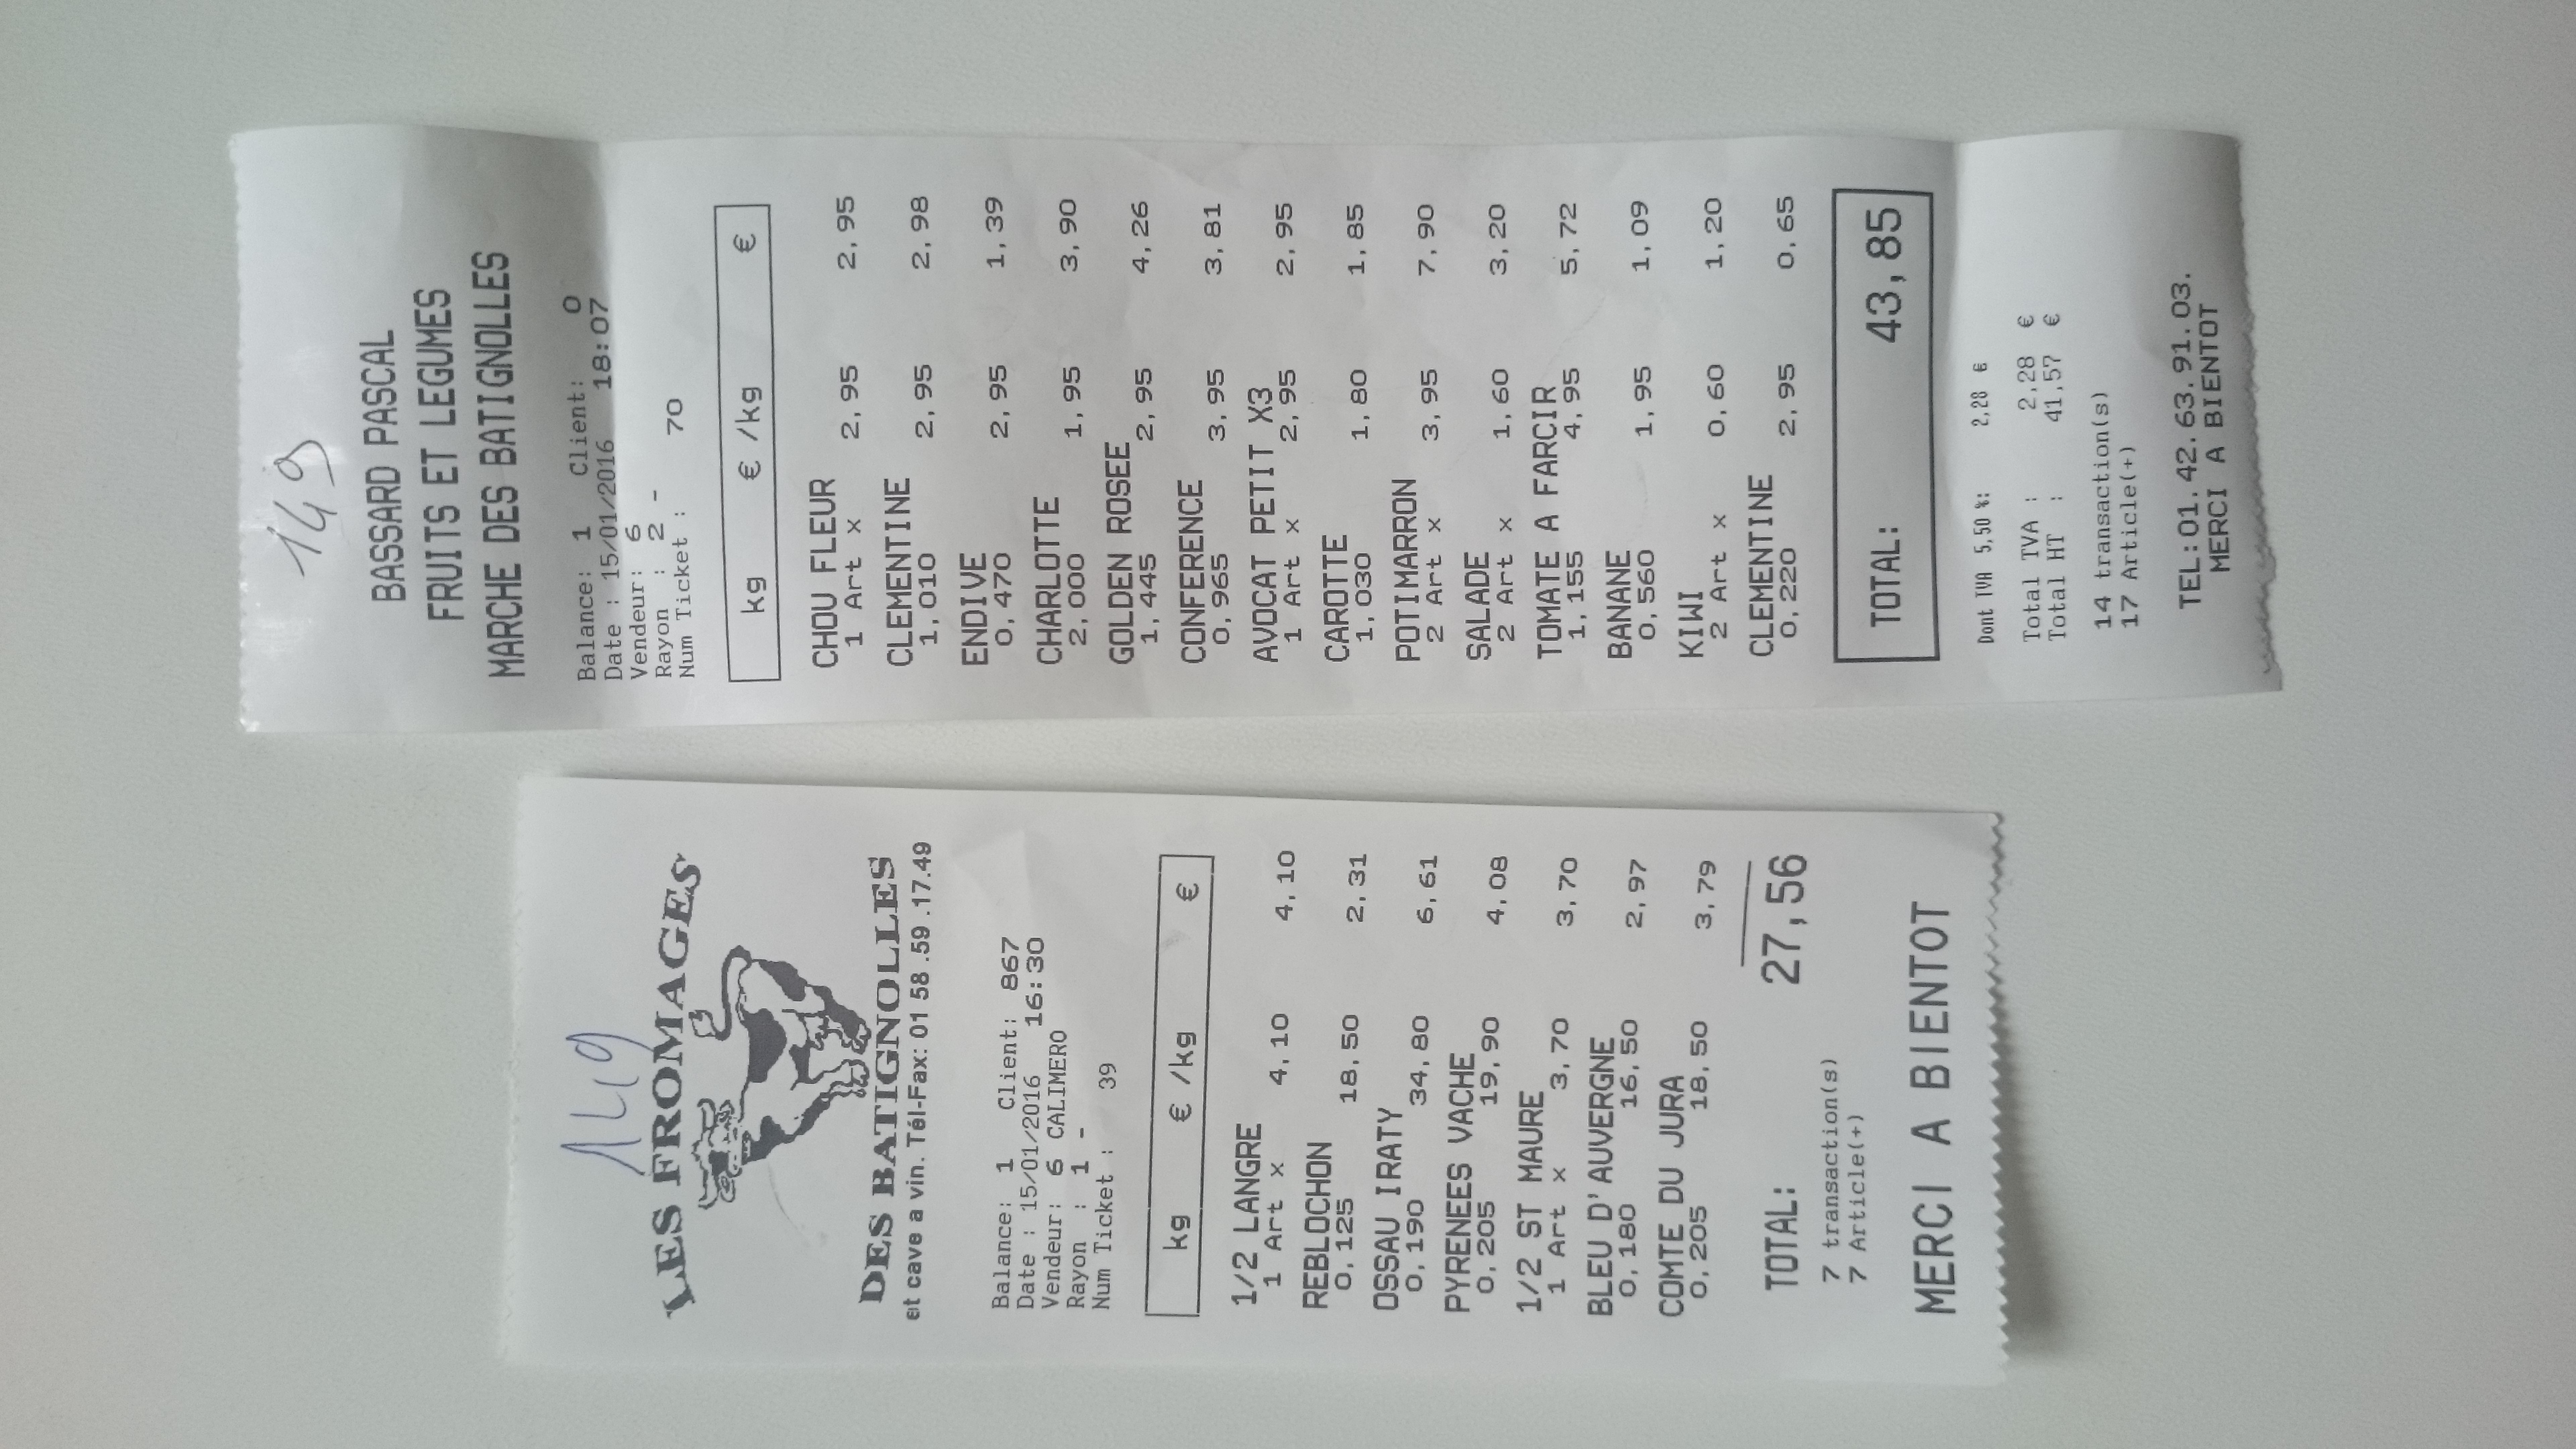 149
BASSARD PASCAL
FRUITS ET LEGUMES
MARCHE DES BATIGNOLLES
Balance: 1 Client: 0
Date : 15/01/2016 18:07
Vendeur: 6
Rayon : 2 -
Num Ticket : 70
kg € /kg €
CHOU FLEUR
1 Art x 2,95 2,95
CLEMENTINE
1,010 2,95 2,98
ENDIVE
0,470 2,95 1,39
CHARLOTTE
2,000 1,95 3,90
GOLDEN ROSEE
1,445 2,95 4,26
CONFERENCE
0,965 3,95 3,81
AVOCAT PETIT X3
1 Art x 2,95 2,95
CAROTTE
1,030 1,80 1,85
POTIMARRON
2 Art x 3,95 7,90
SALADE
2 Art x 1,60 3,20
TOMATE A FARCIR
1,155 4,95 5,72
BANANE
0,560 1,95 1,09
KIWI
2 Art x 0,60 1,20
CLEMENTINE
0,220 2,95 0,65
TOTAL: 43,85
Dont TVA 5,50 %: 2,28 €
Total TVA : 2,28 €
Total HT : 41,57 €
14 transaction(s)
17 Article(+)
TEL:01.42.63.91.03.
MERCI A BIENTOT
149
LES FROMAGES
DES BATIGNOLLES
et cave a vin. Tél-Fax: 01 58 .59 .17.49
Balance: 1 Client: 867
Date : 15/01/2016 16:30
Vendeur: 6 CALIMERO
Rayon : 1 -
Num Ticket : 39
kg € /kg €
1/2 LANGRE
1 Art x 4,10 4,10
REBLOCHON
0,125 18,50 2,31
OSSAU IRATY
0,190 34,80 6,61
PYRENEES VACHE
0,205 19,90 4,08
1/2 ST MAURE
1 Art x 3,70 3,70
BLEU D'AUVERGNE
0,180 16,50 2,97
COMTE DU JURA
0,205 18,50 3,79
TOTAL: 27,56
7 transaction(s)
7 Article(+)
MERCI A BIENTOT